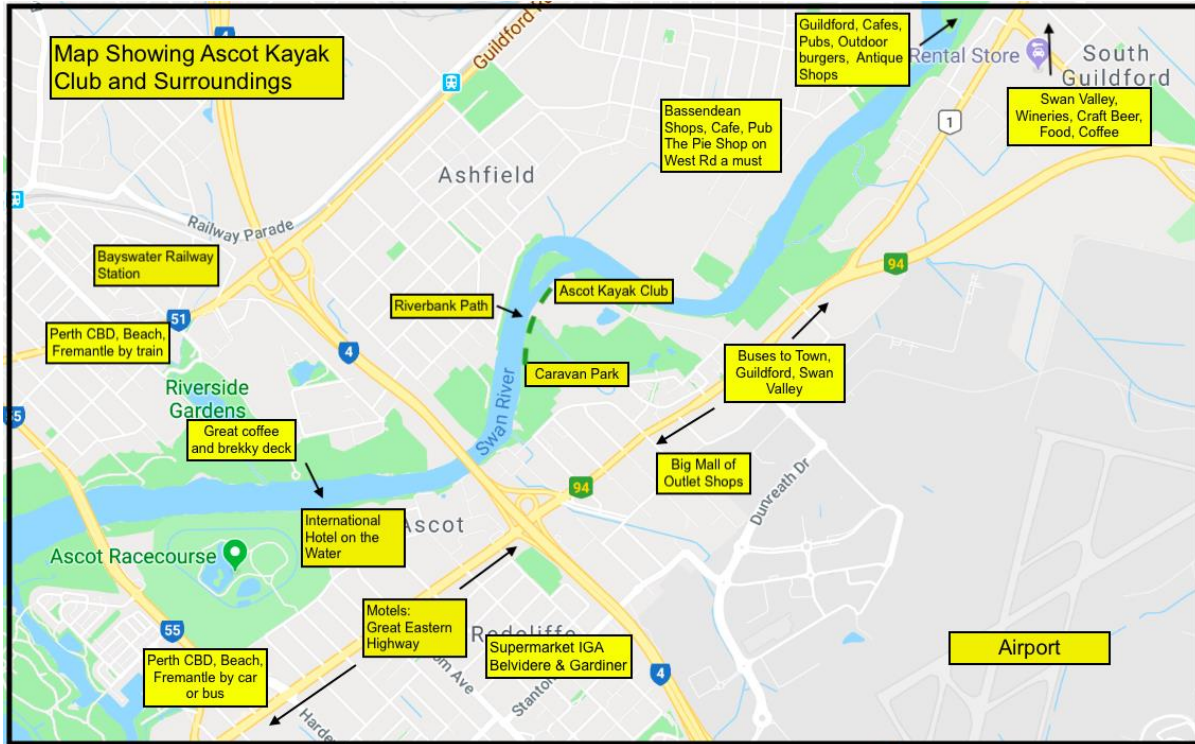 Map Showing Ascot Kayak
Club and Surroundings
Guildford
Guildford, Cafes,
Pubs, Outdoor
burgers, Antique
Shops
Rental Store
South
Guildford
Swan Valley,
Wineries, Craft Beer,
Food, Coffee
1
Bassendean
Shops, Cafe, Pub
The Pie Shop on
West Rd a must
4
Ashfield
Railway Parade
Bayswater Railway
Station
94
Ascot Kayak Club
Riverbank Path
51
Perth CBD, Beach,
Fremantle by train
4
Buses to Town,
Guildford, Swan
Valley
Caravan Park
Riverside
Gardens
Swan River
Great coffee
and brekky deck
Big Mall of
Outlet Shops
94
Dunreath Dr
International
Hotel on the
Water
Ascot
Ascot Racecourse
Motels:
Great Eastern
Highway
55
Redcliffe
Supermarket IGA
Belvidere & Gardiner
Airport
Perth CBD, Beach,
Fremantle by car
or bus
4
Ave